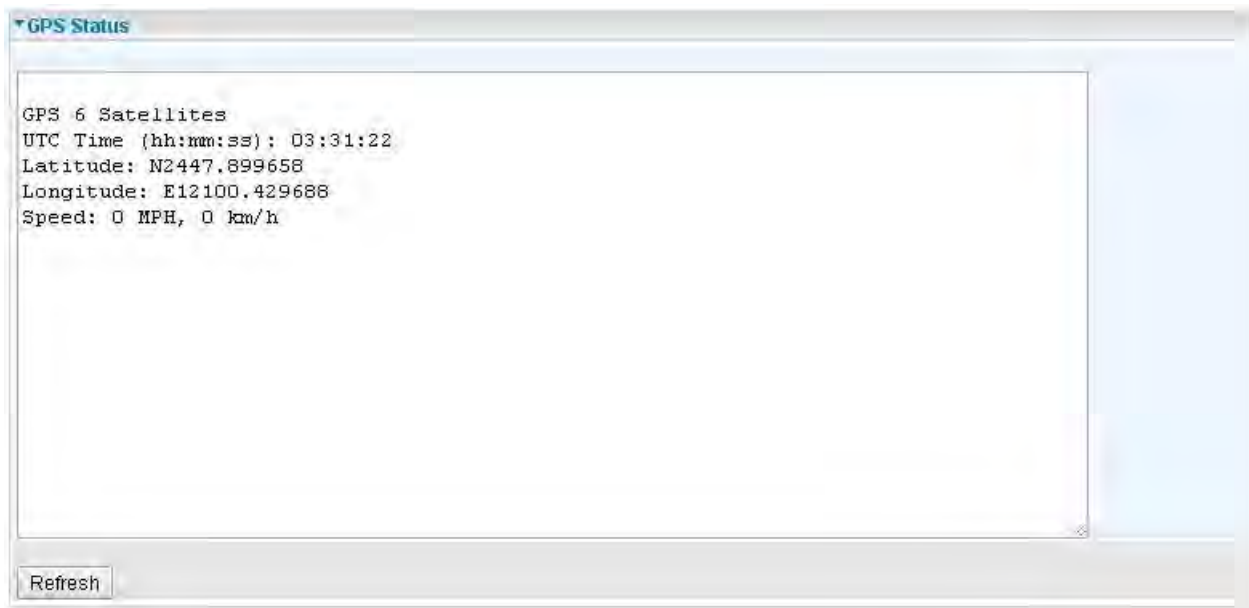 GPS Status
GPS 6 Satellites
UTC Time (hh:mm:ss): 03:31:22
Latitude: N2447.899658
Longitude: E12100.429688
Speed: 0 MPH, 0 km/h
Refresh